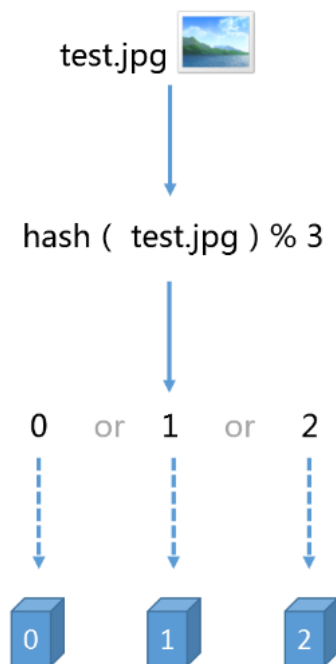 test.jpg
hash ( test.jpg ) % 3
0 or 1 or 2
0 1 2